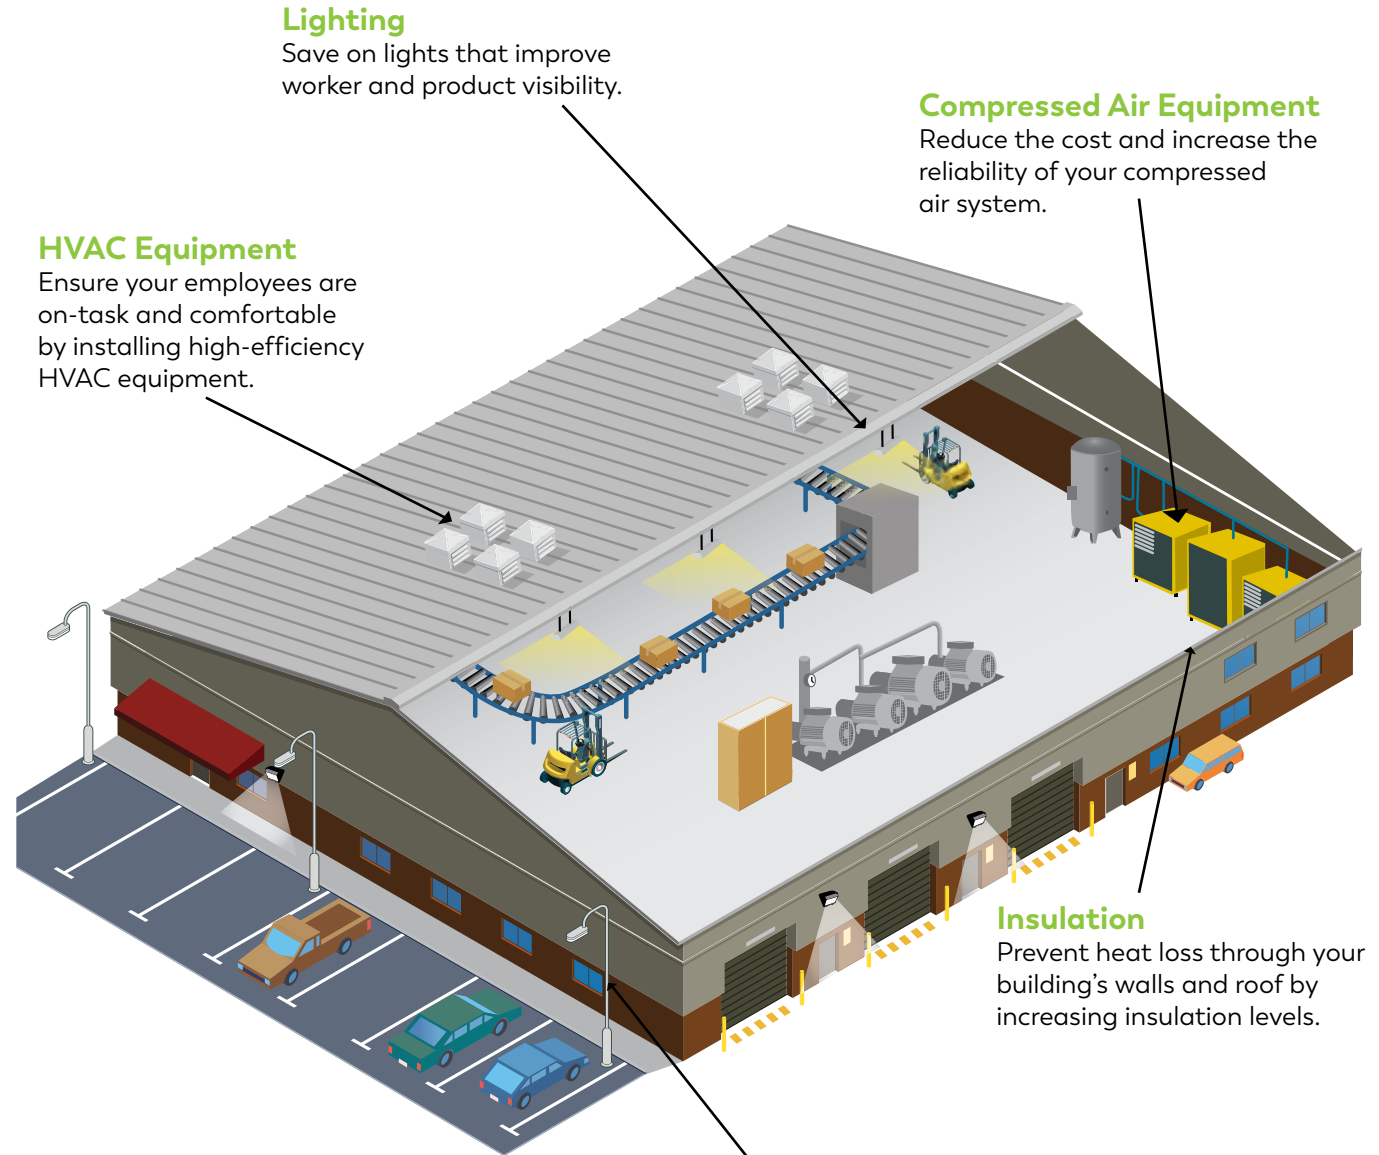 Lighting
Save on lights that improve
worker and product visibility.
Compressed Air Equipment
Reduce the cost and increase the
reliability of your compressed
air system.
HVAC Equipment
Ensure your employees are
on-task and comfortable
by installing high-efficiency
HVAC equipment.
Insulation
Prevent heat loss through your
building’s walls and roof by
increasing insulation levels.